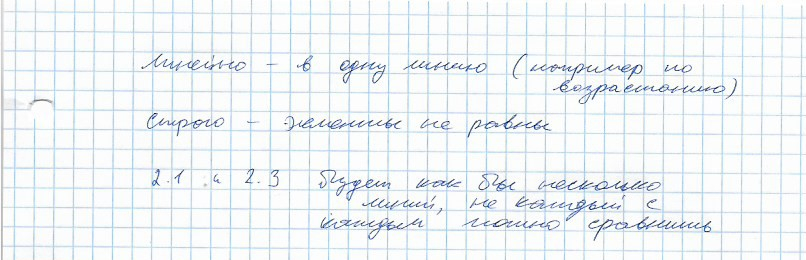 Линейно - в одну линию (например по
возрастанию)
Строго - элементы не равны
2.1 и 2.3 будет как бы несколько
линий, не каждый с
каждым можно сравнить